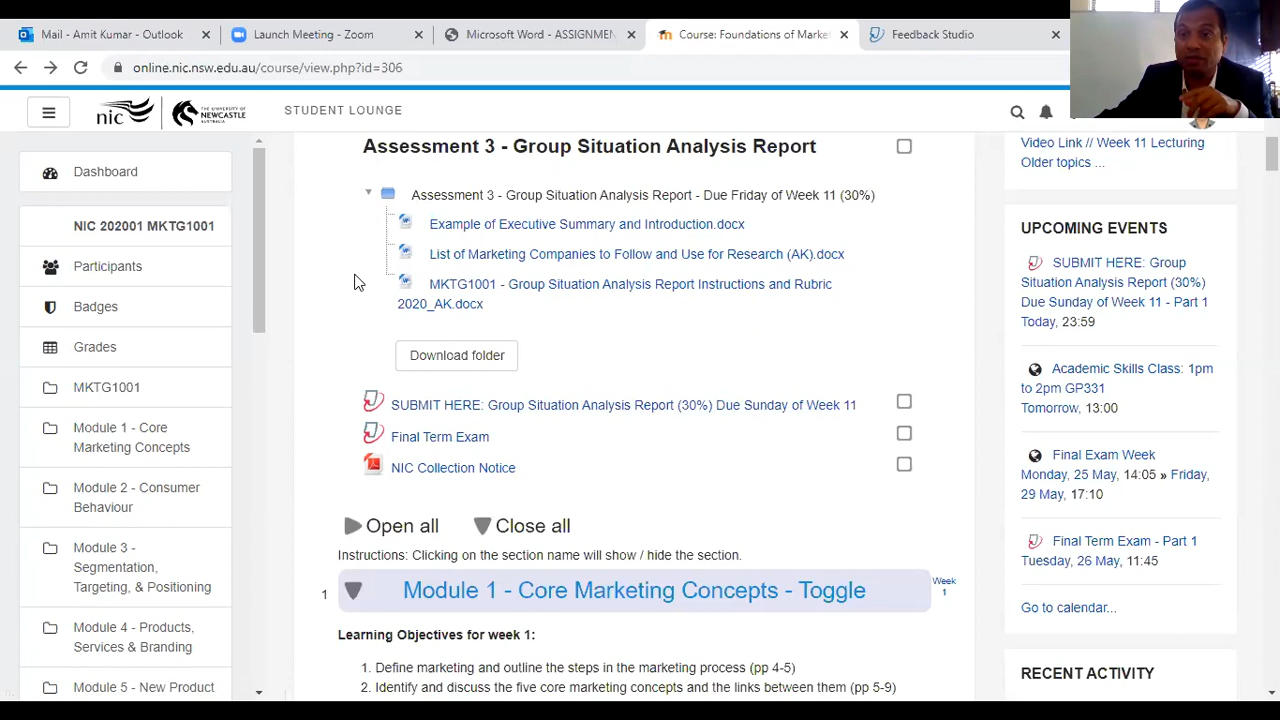 Mail - Amit Kumar - Outlook
Launch Meeting - Zoom
Microsoft Word - ASSIGNMEN
Course: Foundations of Market
Feedback Studio
online.nic.nsw.edu.au/course/view.php?id=306
nic
THE UNIVERSITY OF
NEWCASTLE
AUSTRALIA
STUDENT LOUNGE
Dashboard
NIC 202001 MKTG1001
Participants
Badges
Grades
MKTG1001
Module 1 - Core
Marketing Concepts
Module 2 - Consumer
Behaviour
Module 3 -
Segmentation,
Targeting, & Positioning
Module 4 - Products,
Services & Branding
Module 5 - New Product
Assessment 3 - Group Situation Analysis Report
Assessment 3 - Group Situation Analysis Report - Due Friday of Week 11 (30%)
Example of Executive Summary and Introduction.docx
List of Marketing Companies to Follow and Use for Research (AK).docx
MKTG1001 - Group Situation Analysis Report Instructions and Rubric
2020_AK.docx
Download folder
SUBMIT HERE: Group Situation Analysis Report (30%) Due Sunday of Week 11
Final Term Exam
NIC Collection Notice
Open all Close all
Instructions: Clicking on the section name will show / hide the section.
1 Module 1 - Core Marketing Concepts - Toggle
Week
1
Learning Objectives for week 1:
1. Define marketing and outline the steps in the marketing process (pp 4-5)
2. Identify and discuss the five core marketing concepts and the links between them (pp 5-9)
Video Link // Week 11 Lecturing
Older topics ...
UPCOMING EVENTS
SUBMIT HERE: Group
Situation Analysis Report (30%)
Due Sunday of Week 11 - Part 1
Today, 23:59
Academic Skills Class: 1pm
to 2pm GP331
Tomorrow, 13:00
Final Exam Week
Monday, 25 May, 14:05 » Friday,
29 May, 17:10
Final Term Exam - Part 1
Tuesday, 26 May, 11:45
Go to calendar...
RECENT ACTIVITY